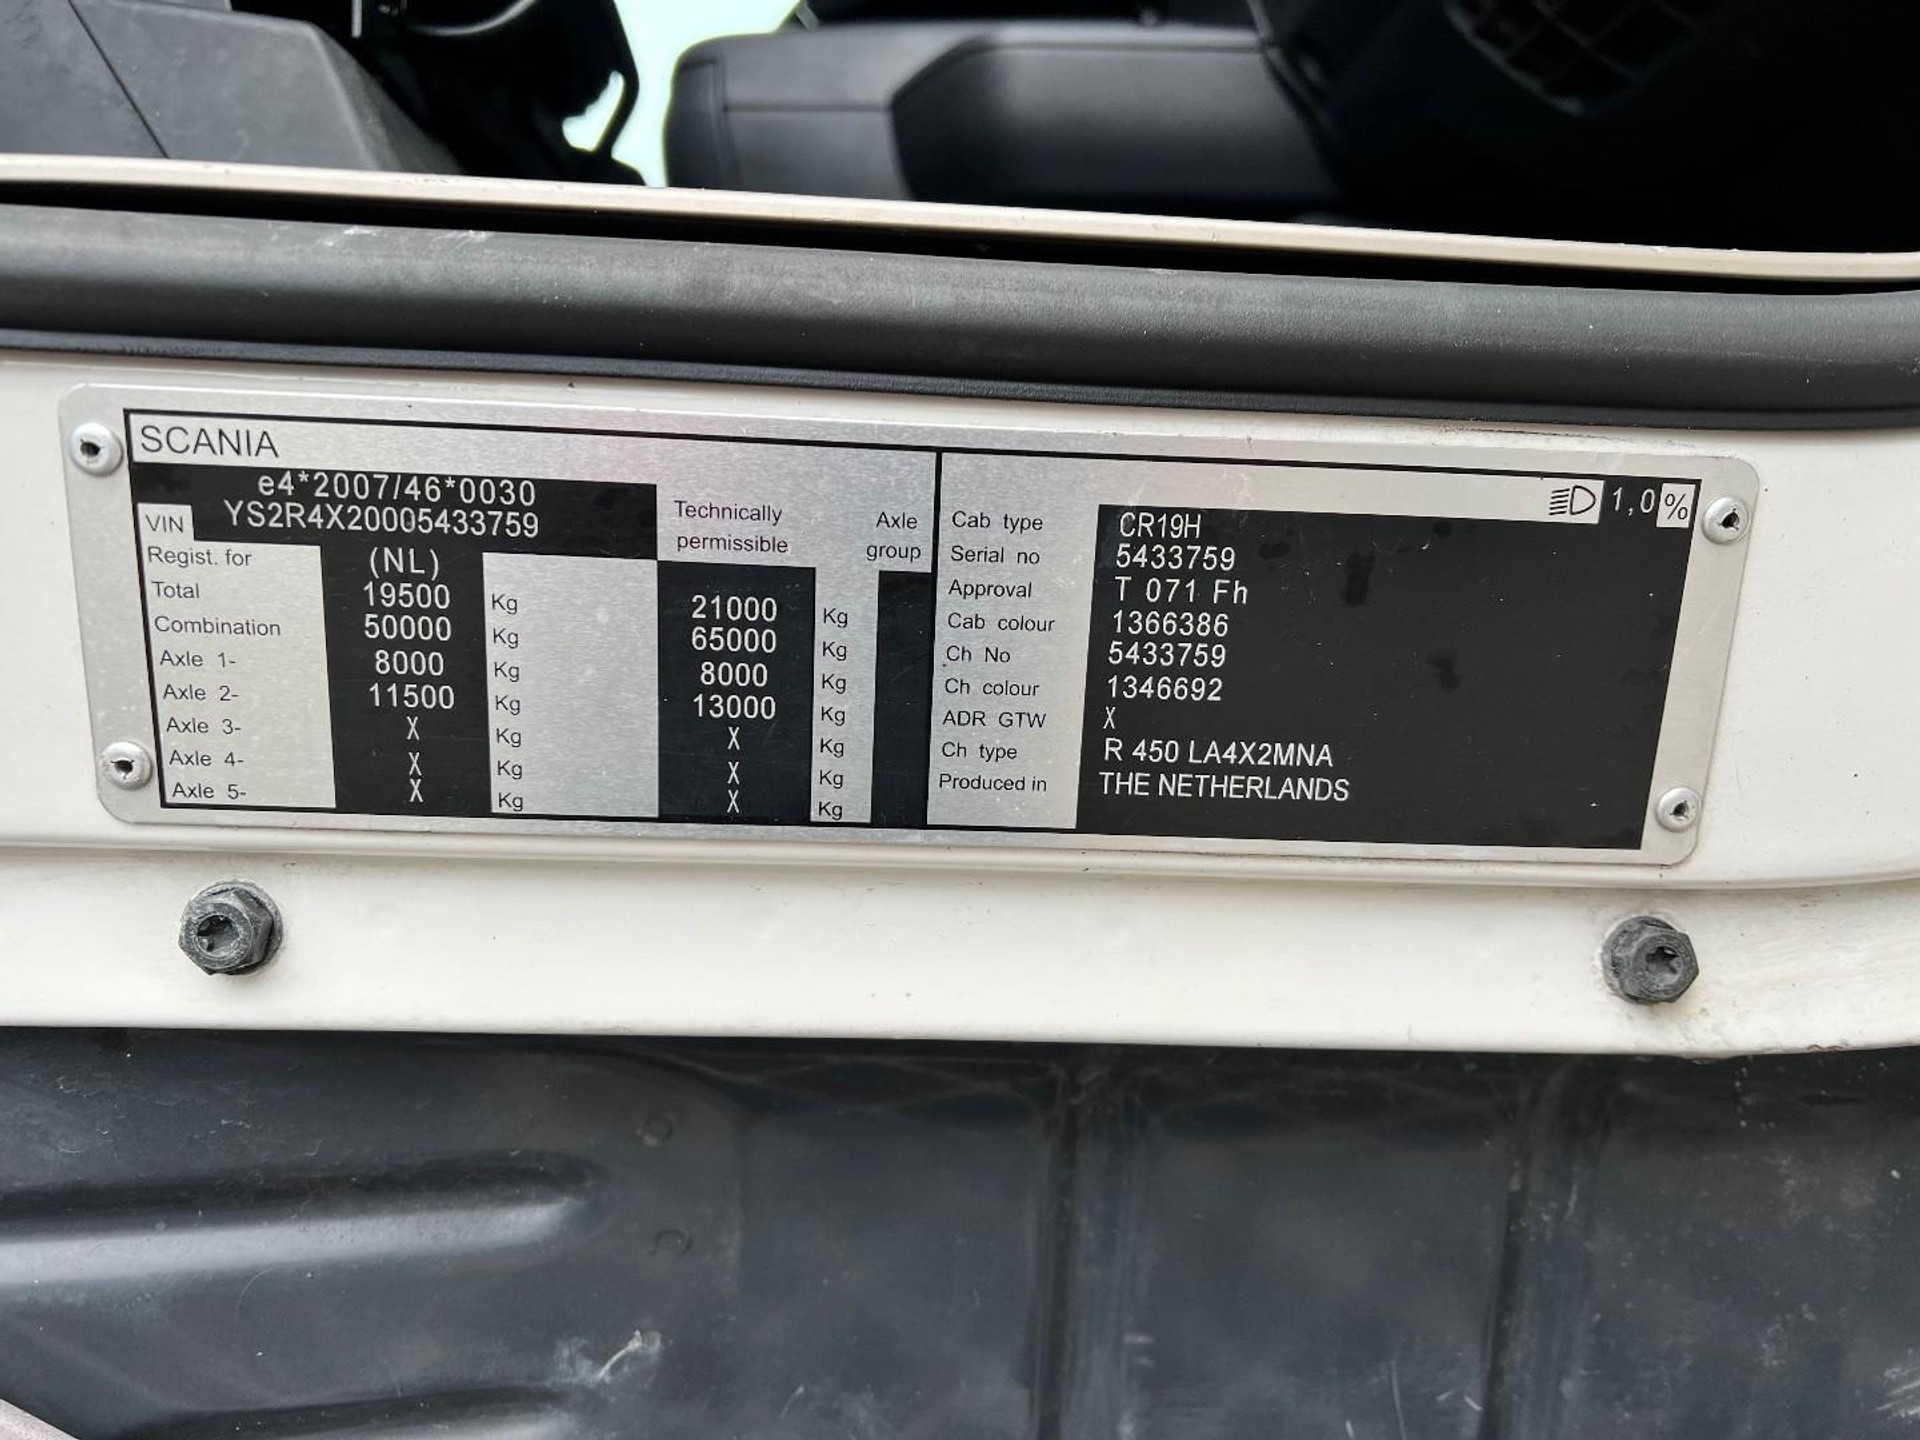 SCANIA
e4*2007/46*0030
VIN YS2R4X20005433759
Regist. for (NL)
Technically permissible
Axle group
Total 19500 Kg 21000 Kg
Combination 50000 Kg 65000 Kg
Axle 1- 8000 Kg 8000 Kg
Axle 2- 11500 Kg 13000 Kg
Axle 3- X Kg X Kg
Axle 4- X Kg X Kg
Axle 5- X Kg X Kg
1,0 %
Cab type CR19H
Serial no 5433759
Approval T 071 Fh
Cab colour 1366386
Ch No 5433759
Ch colour 1346692
ADR GTW X
Ch type R 450 LA4X2MNA
Produced in THE NETHERLANDS